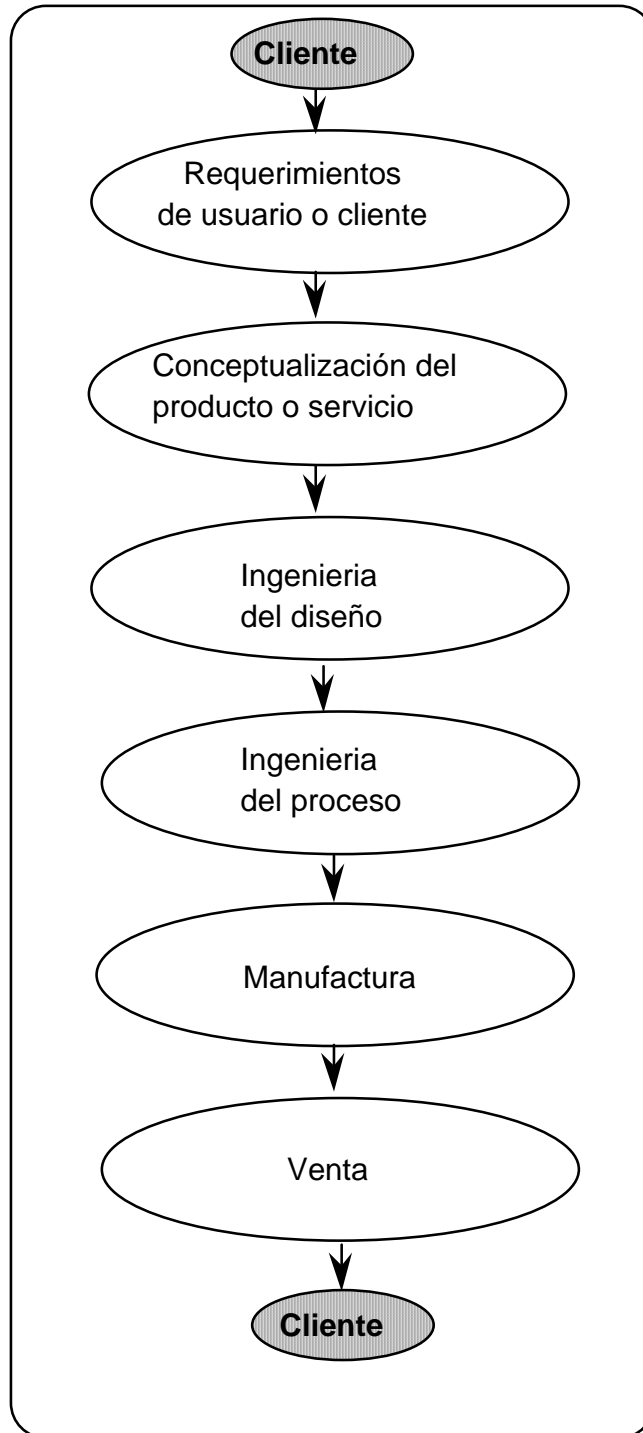 Cliente
Requerimientos
de usuario o cliente
Conceptualización del
producto o servicio
Ingenieria
del diseño
Ingenieria
del proceso
Manufactura
Venta
Cliente